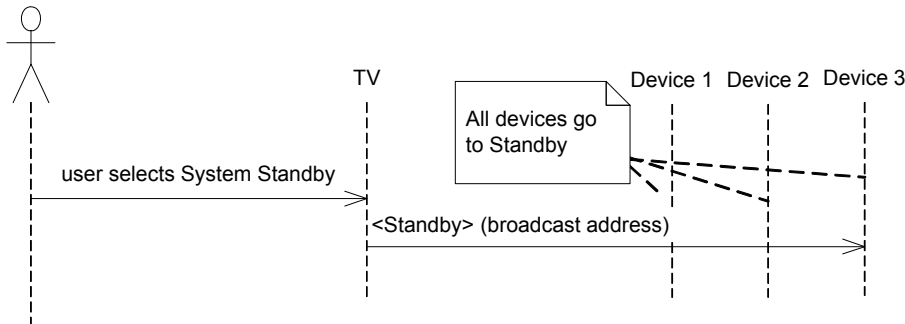 TV
Device 1
Device 2
Device 3
All devices go
to Standby
user selects System Standby
<Standby> (broadcast address)